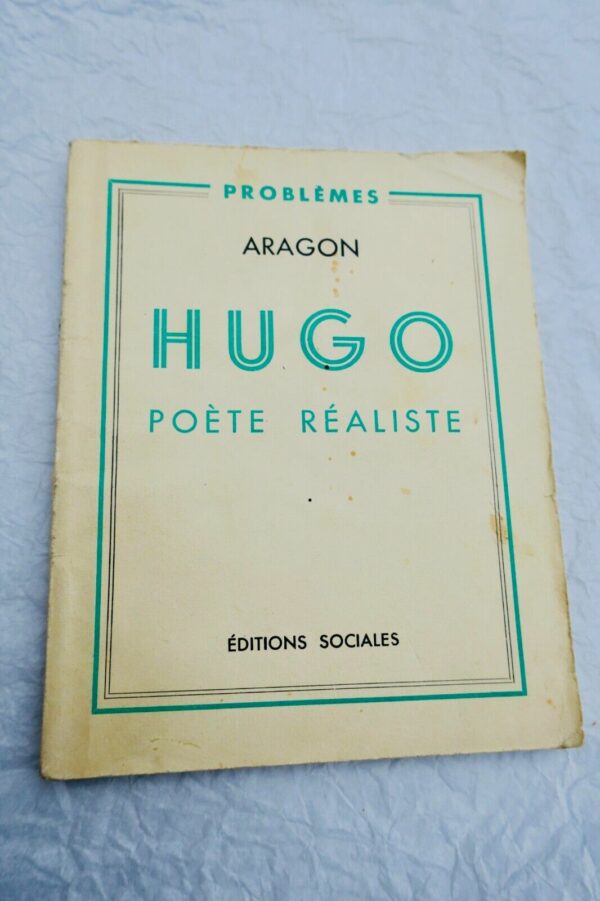 PROBLÈMES
ARAGON
HUGO
POÈTE RÉALISTE
ÉDITIONS SOCIALES